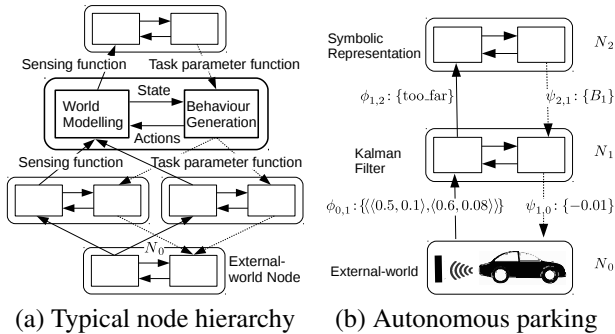 Sensing function
Task parameter function
World Modelling
State
Behaviour Generation
Actions
Sensing function
Task parameter function
N₀
External-world Node
(a) Typical node hierarchy
Symbolic Representation
N₂
ϕ₁,₂: {too_far}
ψ₂,₁: {B₁}
N₁
Kalman Filter
ϕ₀,₁: {⟨⟨0.5, 0.1⟩, ⟨0.6, 0.08⟩⟩}
ψ₁,₀: {−0.01}
External-world
N₀
(b) Autonomous parking